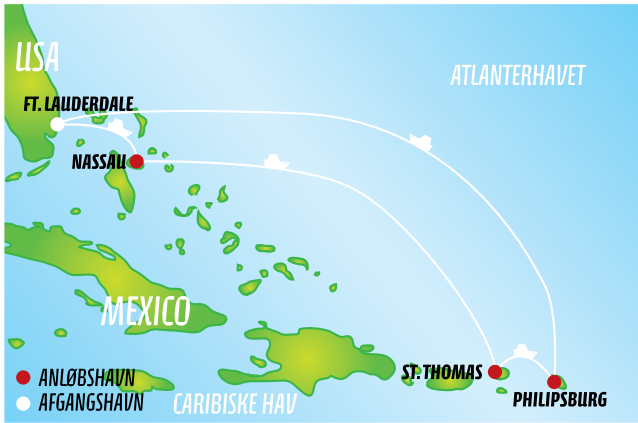 USA
ATLANTERHAVET
FT. LAUDERDALE
NASSAU
MEXICO
ST. THOMAS
ANLØBSHAVN
AFGANGSHAVN
CARIBISKE HAV
PHILIPSBURG